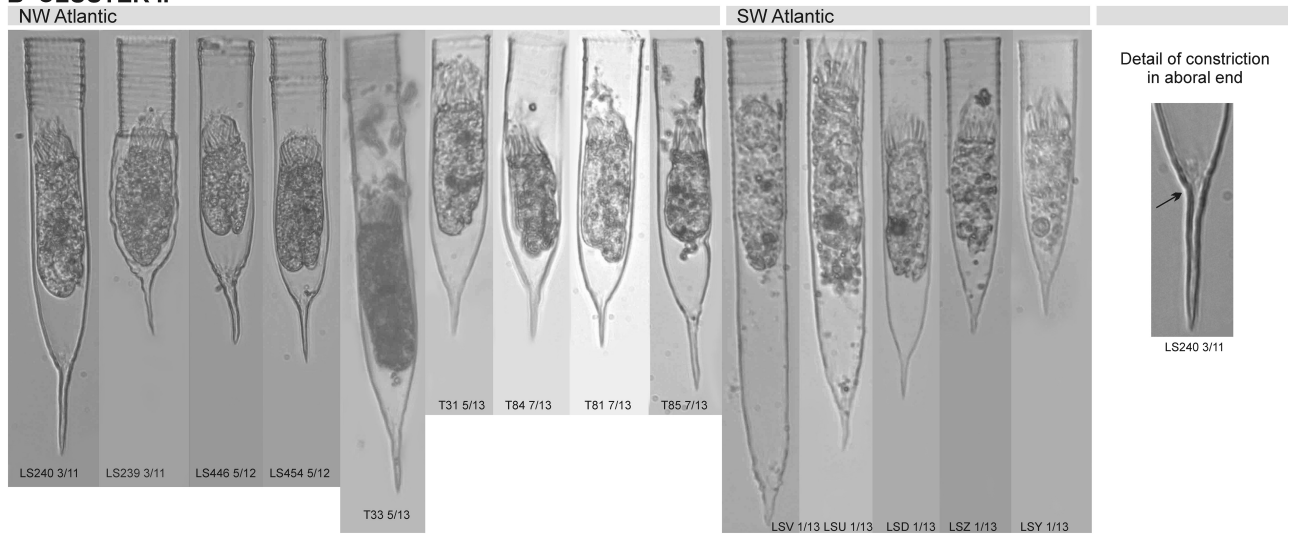 NW Atlantic
SW Atlantic
Detail of constriction
in aboral end
LS240 3/11
LS240 3/11
LS239 3/11
LS446 5/12
LS454 5/12
T33 5/13
T31 5/13
T84 7/13
T81 7/13
T85 7/13
LSV 1/13
LSU 1/13
LSD 1/13
LSZ 1/13
LSY 1/13